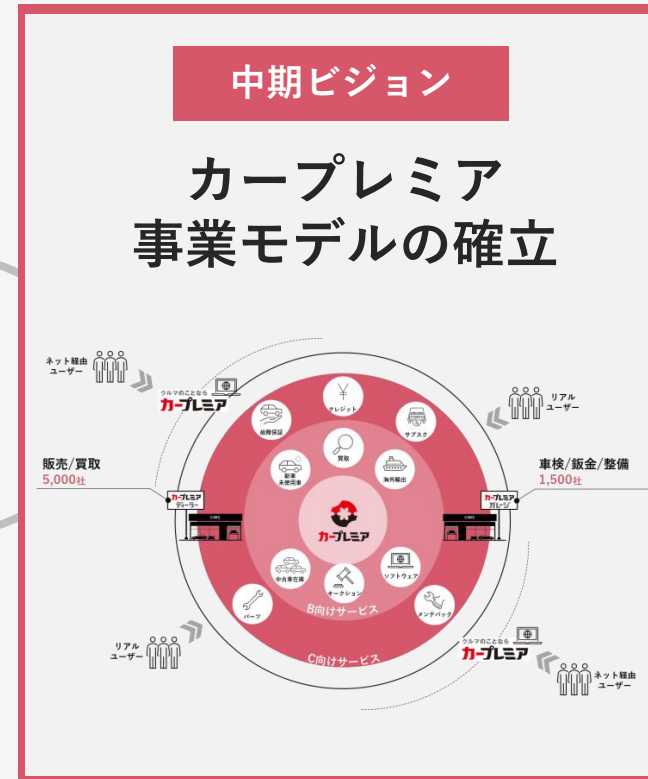 中期ビジョン
カープレミア
事業モデルの確立
ネット経由
ユーザー
クルマのことなら
カープレミア
リアル
ユーザー
販売/買取
5,000社
車検/鈑金/整備
1,500社
カープレミア
ディーラー
カープレミア
ガレージ
クレジット
故障保証
サブスク
買取
新車
未使用車
海外輸出
カープレミア
中古車在庫
オークション
ソフトウェア
パーツ
メンテパック
B向けサービス
C向けサービス
リアル
ユーザー
クルマのことなら
カープレミア
ネット経由
ユーザー